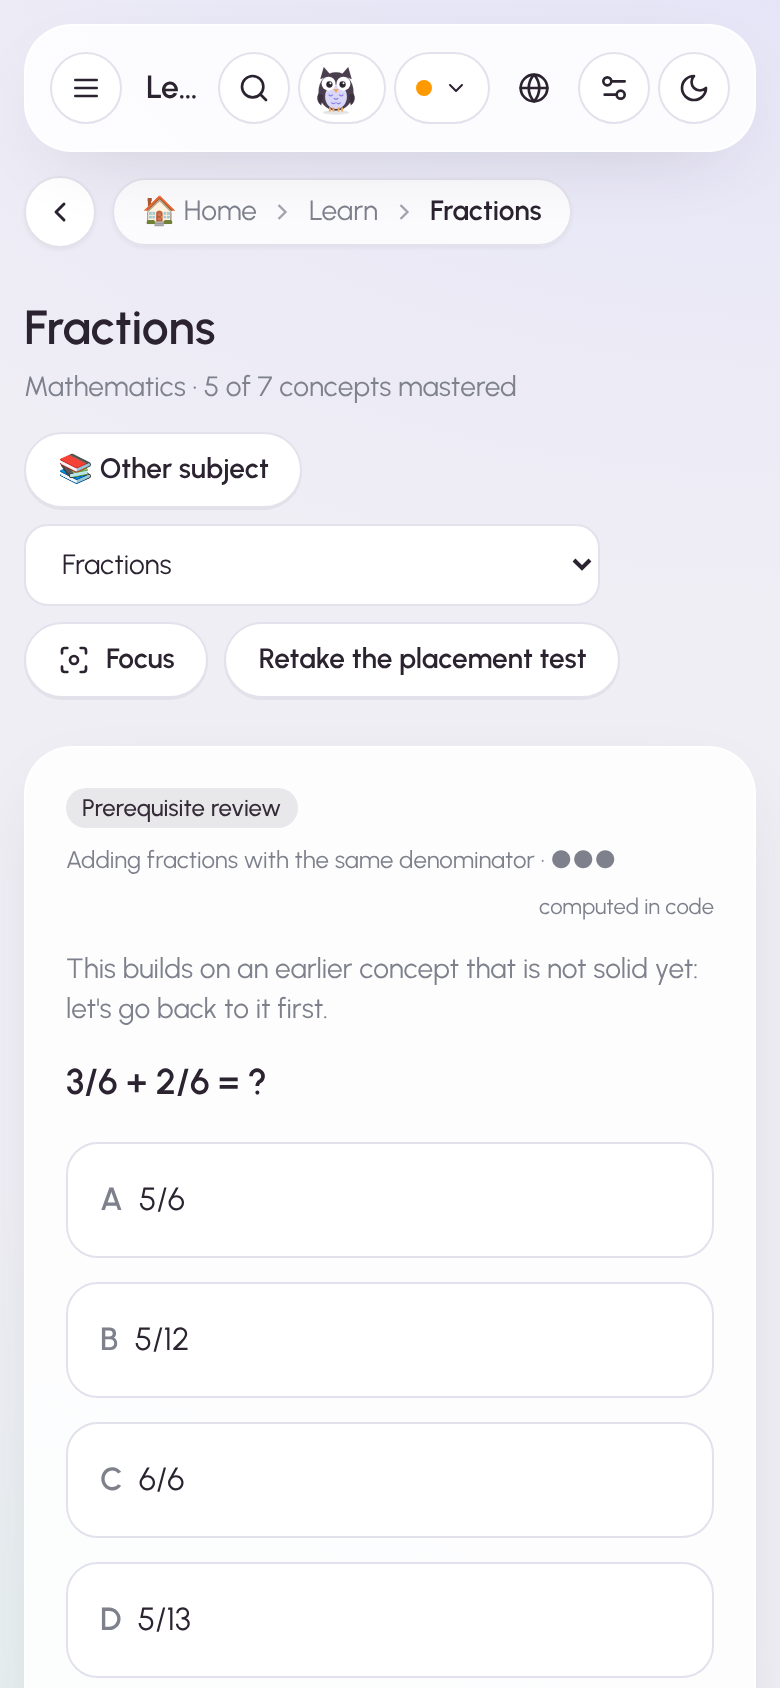 Le...
🏠 Home > Learn > Fractions
Fractions
Mathematics · 5 of 7 concepts mastered
📚 Other subject
Fractions
Focus
Retake the placement test
Prerequisite review
Adding fractions with the same denominator · ●●●
computed in code
This builds on an earlier concept that is not solid yet:
let's go back to it first.
3/6 + 2/6 = ?
A 5/6
B 5/12
C 6/6
D 5/13